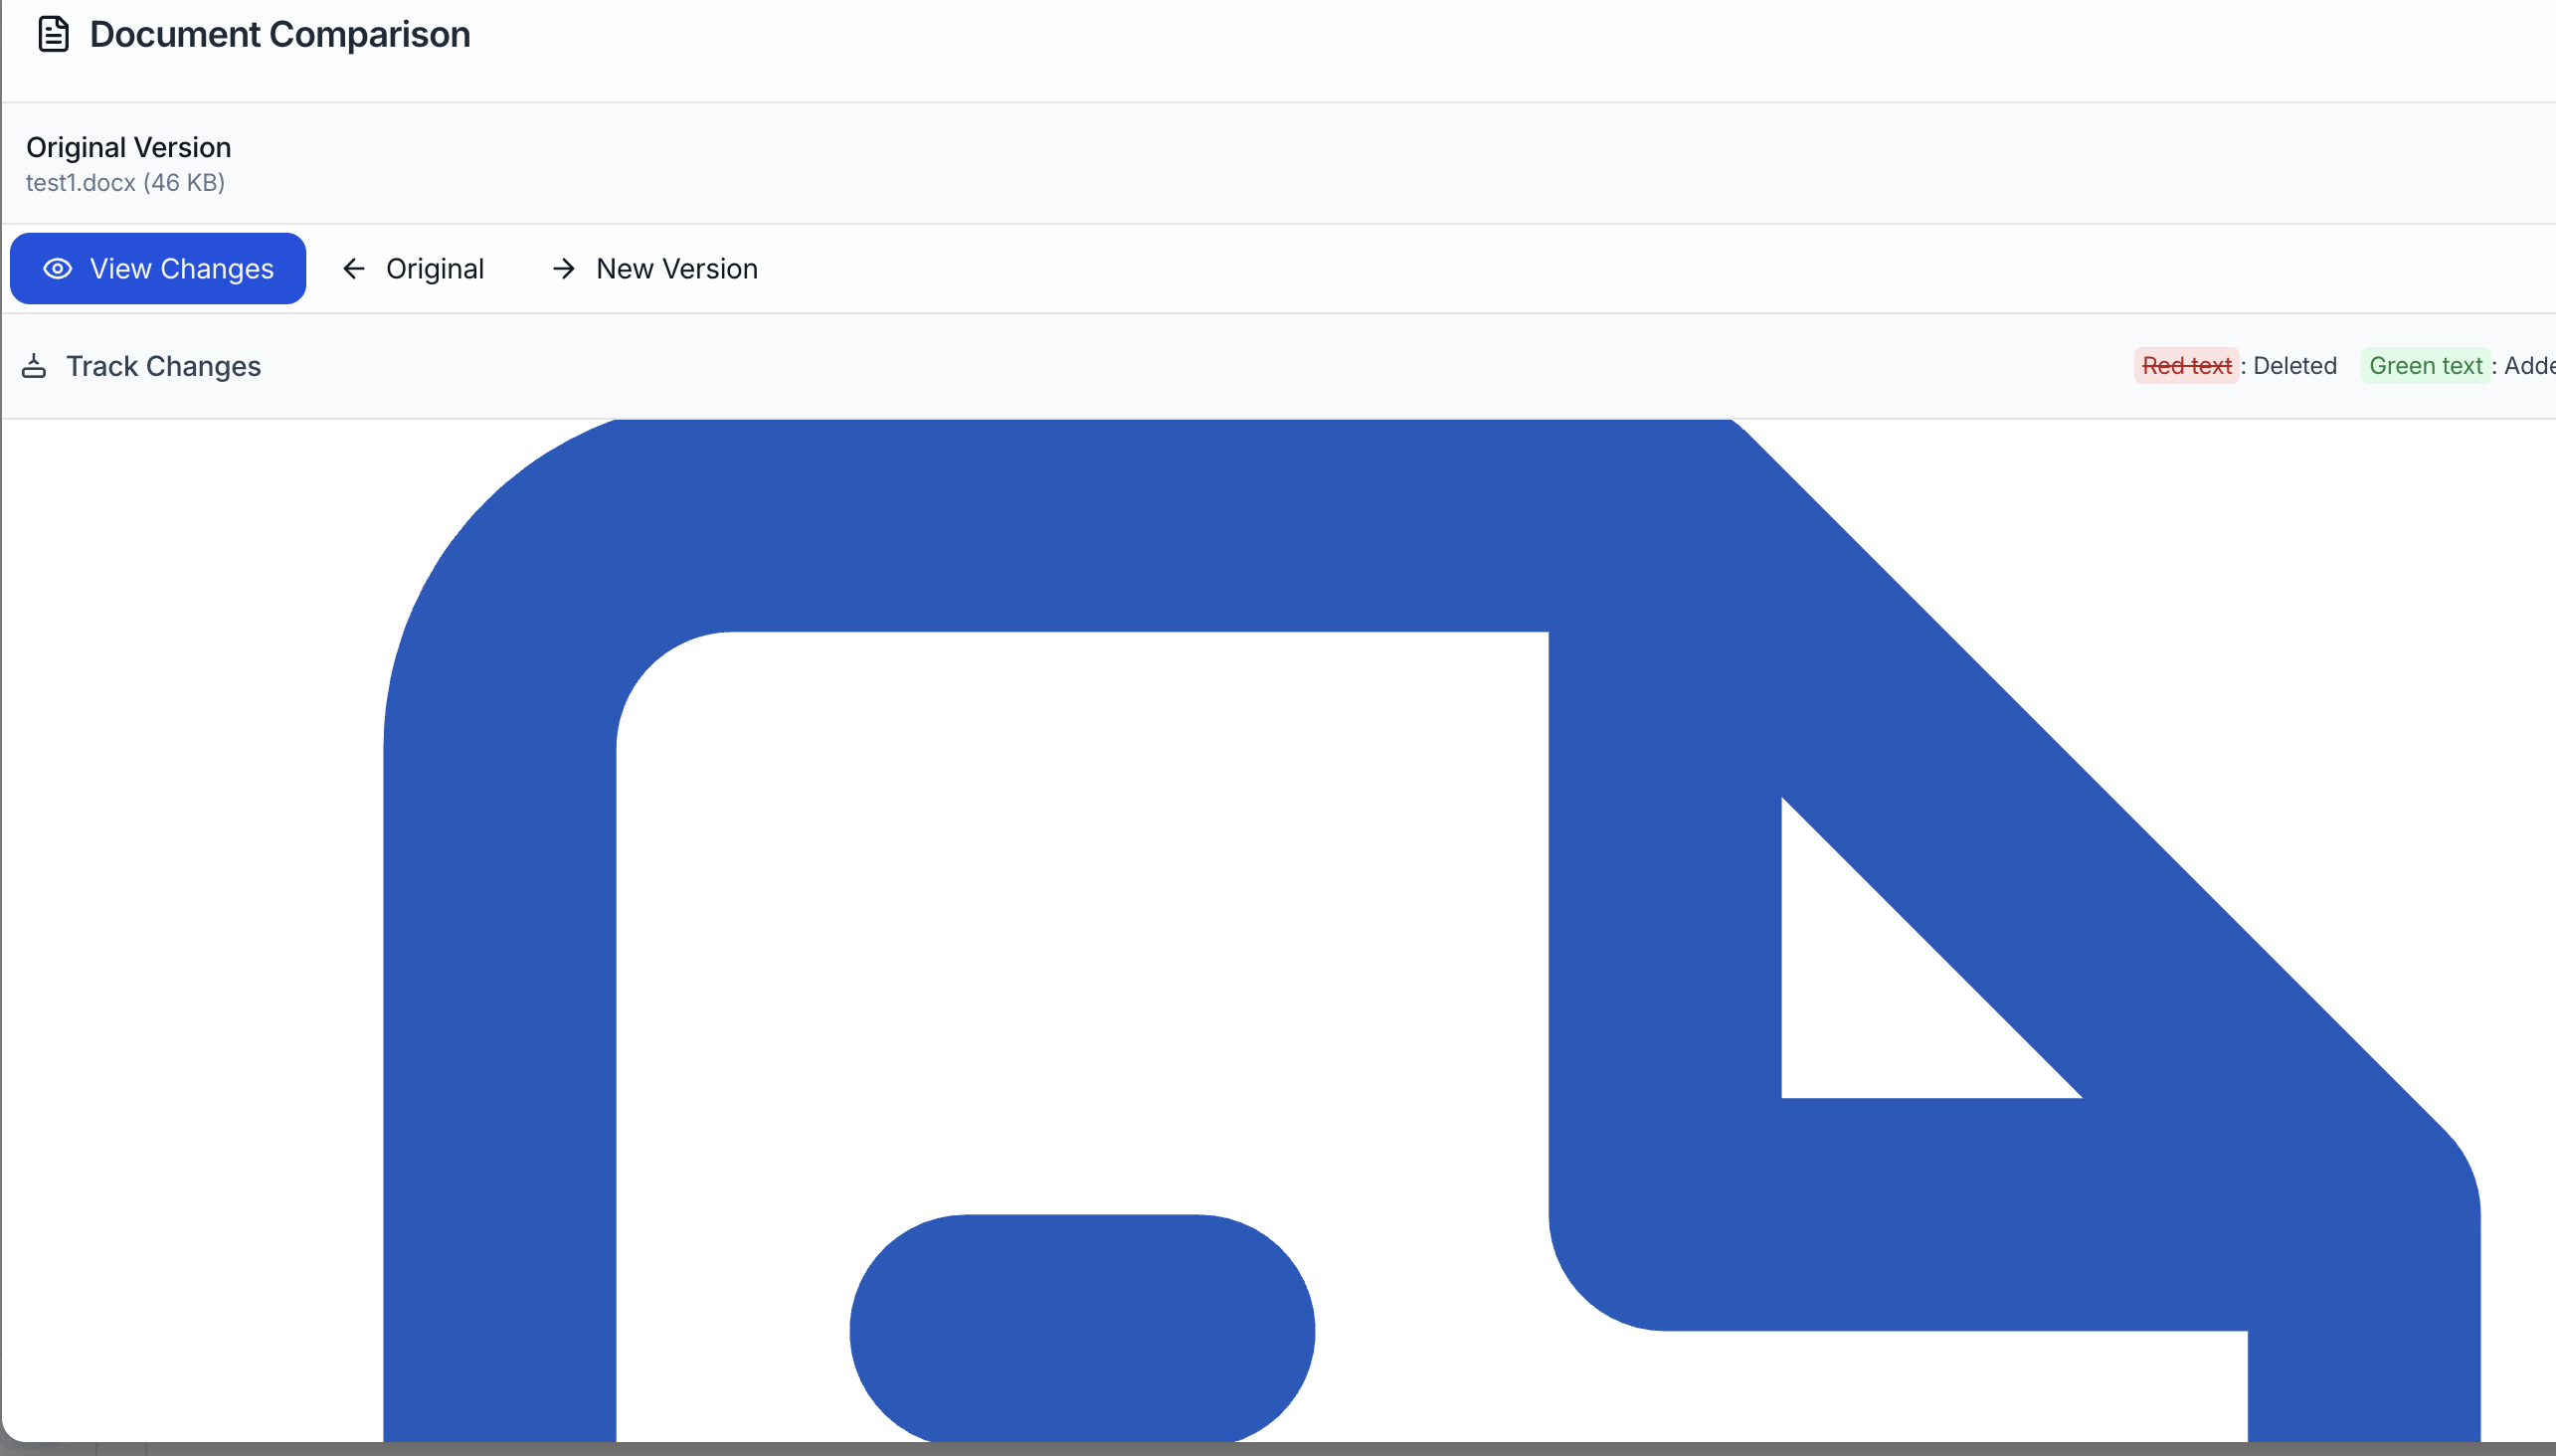 Document Comparison
Original Version
test1.docx (46 KB)
View Changes Original New Version
Track Changes Red text : Deleted Green text : Adde